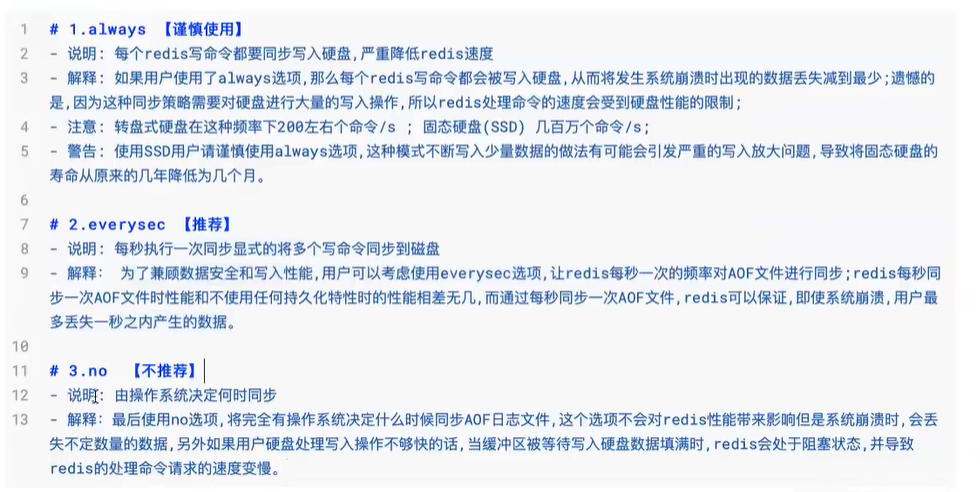 1 # 1.always 【谨慎使用】
2 - 说明: 每个redis写命令都要同步写入硬盘,严重降低redis速度
3 - 解释: 如果用户使用了always选项,那么每个redis写命令都会被写入硬盘,从而将发生系统崩溃时出现的数据丢失减到最少;遗憾的
是,因为这种同步策略需要对硬盘进行大量的写入操作,所以redis处理命令的速度会受到硬盘性能的限制;
4 - 注意: 转盘式硬盘在这种频率下200左右个命令/s ; 固态硬盘(SSD) 几百万个命令/s;
5 - 警告: 使用SSD用户请谨慎使用always选项,这种模式不断写入少量数据的做法有可能会引发严重的写入放大问题,导致将固态硬盘的
寿命从原来的几年降低为几个月。
6
7 # 2.everysec 【推荐】
8 - 说明: 每秒执行一次同步显式的将多个写命令同步到磁盘
9 - 解释: 为了兼顾数据安全和写入性能,用户可以考虑使用everysec选项,让redis每秒一次的频率对AOF文件进行同步;redis每秒同
步一次AOF文件时性能和不使用任何持久化特性时的性能相差无几,而通过每秒同步一次AOF文件,redis可以保证,即使系统崩溃,用户最
多丢失一秒之内产生的数据。
10
11 # 3.no 【不推荐】
12 - 说明: 由操作系统决定何时同步
13 - 解释: 最后使用no选项,将完全有操作系统决定什么时候同步AOF日志文件,这个选项不会对redis性能带来影响但是系统崩溃时,会丢
失不定数量的数据,另外如果用户硬盘处理写入操作不够快的话,当缓冲区被等待写入硬盘数据填满时,redis会处于阻塞状态,并导致
redis的处理命令请求的速度变慢。